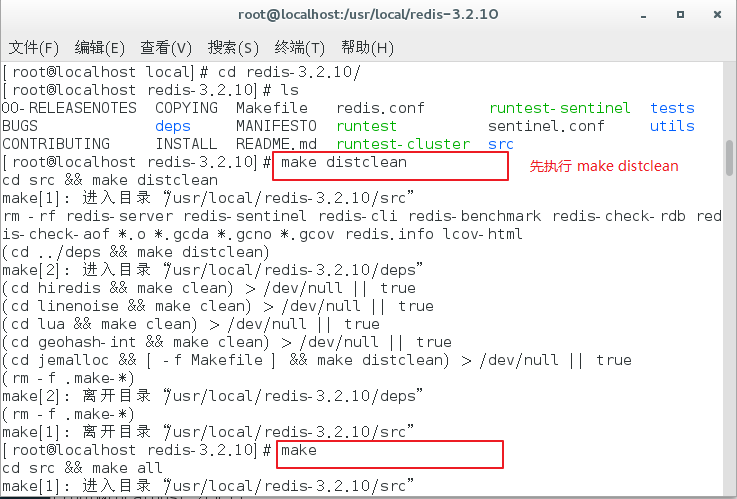 root@localhost:/usr/local/redis-3.2.10
文件(F) 编辑(E) 查看(V) 搜索(S) 终端(T) 帮助(H)
[root@localhost local]# cd redis-3.2.10/
[root@localhost redis-3.2.10]# ls
00-RELEASENOTES COPYING Makefile redis.conf runtest-sentinel tests
BUGS deps MANIFESTO runtest sentinel.conf utils
CONTRIBUTING INSTALL README.md runtest-cluster src
[root@localhost redis-3.2.10]# make distclean 先执行 make distclean
cd src && make distclean
make[1]: 进入目录“/usr/local/redis-3.2.10/src”
rm -rf redis-server redis-sentinel redis-cli redis-benchmark redis-check-rdb red
is-check-aof *.o *.gcda *.gcno *.gcov redis.info lcov-html
(cd ../deps && make distclean)
make[2]: 进入目录“/usr/local/redis-3.2.10/deps”
(cd hiredis && make clean) > /dev/null || true
(cd linenoise && make clean) > /dev/null || true
(cd lua && make clean) > /dev/null || true
(cd geohash-int && make clean) > /dev/null || true
(cd jemalloc && [ -f Makefile ] && make distclean) > /dev/null || true
(rm -f .make-*)
make[2]: 离开目录“/usr/local/redis-3.2.10/deps”
(rm -f .make-*)
make[1]: 离开目录“/usr/local/redis-3.2.10/src”
[root@localhost redis-3.2.10]# make
cd src && make all
make[1]: 进入目录“/usr/local/redis-3.2.10/src”